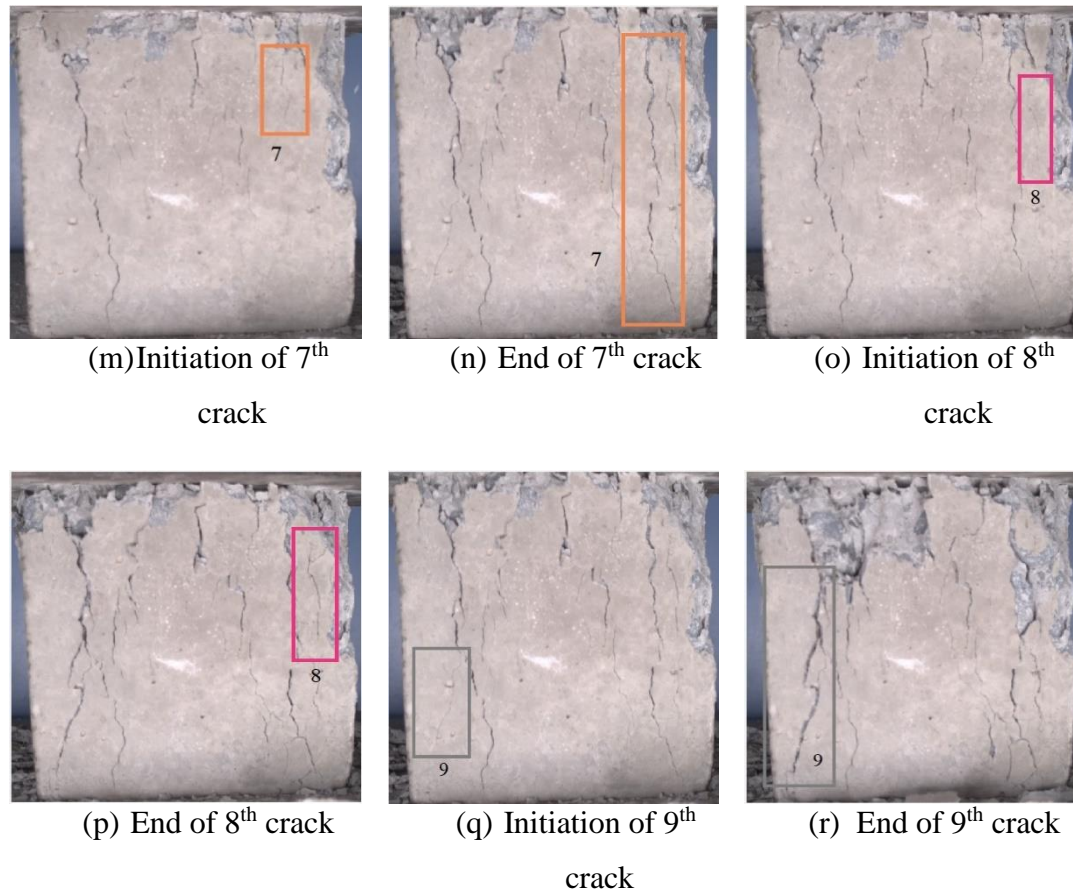 7
7
8
(m)Initiation of 7th
crack
(n) End of 7th crack
(o) Initiation of 8th
crack
8
9
9
(p) End of 8th crack
(q) Initiation of 9th
crack
(r) End of 9th crack